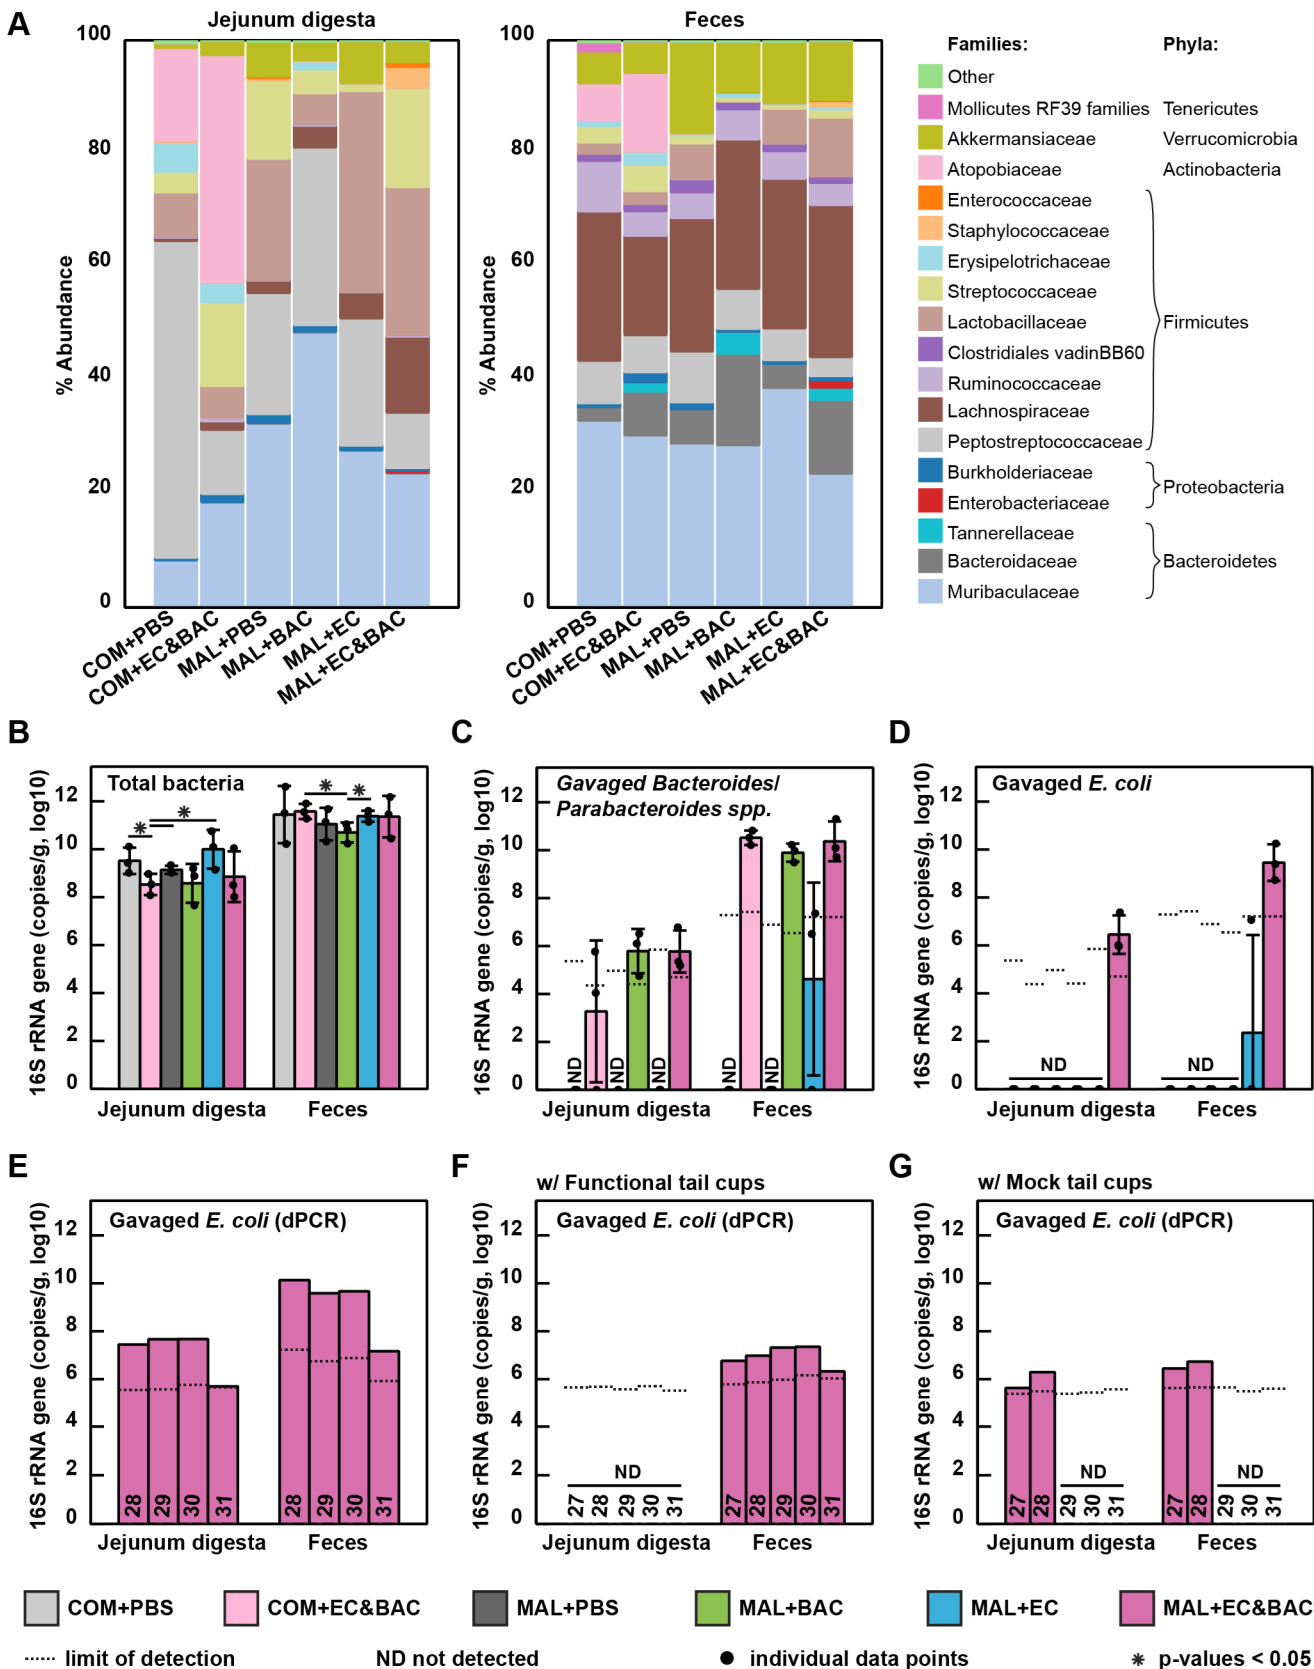 A
Jejunum digesta
Feces
% Abundance
100
80
60
40
20
0
COM+PBS
COM+EC&BAC
MAL+PBS
MAL+BAC
MAL+EC
MAL+EC&BAC
% Abundance
100
80
60
40
20
0
COM+PBS
COM+EC&BAC
MAL+PBS
MAL+BAC
MAL+EC
MAL+EC&BAC
Families: Phyla:
Other
Mollicutes RF39 families Tenericutes
Akkermansiaceae Verrucomicrobia
Atopobiaceae Actinobacteria
Enterococcaceae
Staphylococcaceae
Erysipelotrichaceae
Streptococcaceae
Lactobacillaceae Firmicutes
Clostridiales vadinBB60
Ruminococcaceae
Lachnospiraceae
Peptostreptococcaceae
Burkholderiaceae
Proteobacteria
Enterobacteriaceae
Tannerellaceae
Bacteroidaceae Bacteroidetes
Muribaculaceae
B
16S rRNA gene (copies/g, log10)
Total bacteria
12
10
8
6
4
2
0
* * * *
Jejunum digesta Feces
C
16S rRNA gene (copies/g, log10)
Gavaged Bacteroides/
Parabacteroides spp.
12
10
8
6
4
2
0
ND ND ND ND ND
Jejunum digesta Feces
D
16S rRNA gene (copies/g, log10)
Gavaged E. coli
12
10
8
6
4
2
0
ND ND
Jejunum digesta Feces
E
16S rRNA gene (copies/g, log10)
Gavaged E. coli (dPCR)
12
10
8
6
4
2
0
28 29 30 31 28 29 30 31
Jejunum digesta Feces
F
w/ Functional tail cups
16S rRNA gene (copies/g, log10)
Gavaged E. coli (dPCR)
12
10
8
6
4
2
0
ND
27 28 29 30 31 27 28 29 30 31
Jejunum digesta Feces
G
w/ Mock tail cups
16S rRNA gene (copies/g, log10)
Gavaged E. coli (dPCR)
12
10
8
6
4
2
0
ND ND
27 28 29 30 31 27 28 29 30 31
Jejunum digesta Feces
COM+PBS COM+EC&BAC MAL+PBS MAL+BAC MAL+EC MAL+EC&BAC
limit of detection ND not detected individual data points * p-values < 0.05